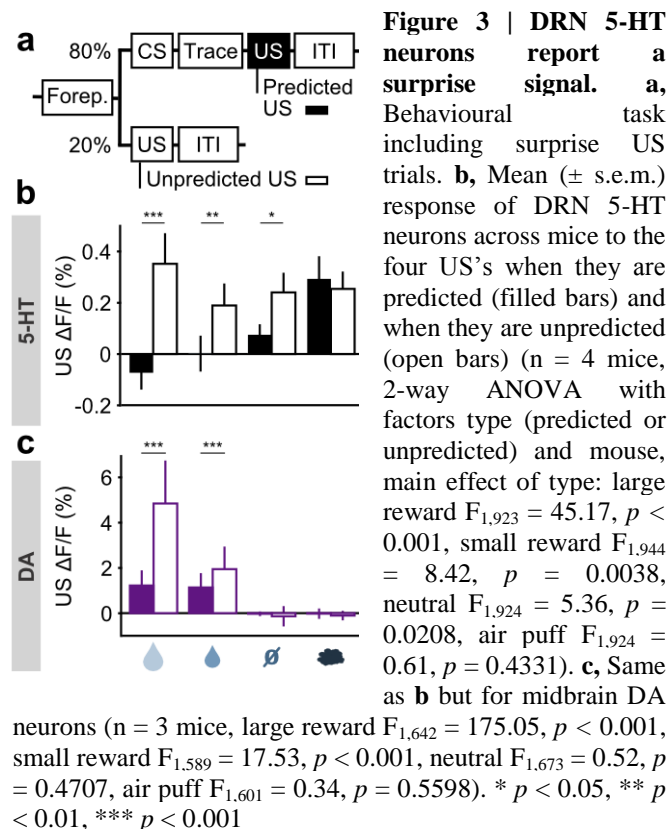 a
80%
CS
Trace
US
ITI
Forep.
Predicted
US
20%
US
ITI
Unpredicted US
b
5-HT
US ΔF/F (%)
0.4
0.2
0
-0.2
***
**
*
c
DA
US ΔF/F (%)
6
4
2
0
***
***
Ø
Figure 3 | DRN 5-HT
neurons report a
surprise signal. a,
Behavioural task
including surprise US
trials. b, Mean (± s.e.m.)
response of DRN 5-HT
neurons across mice to the
four US's when they are
predicted (filled bars) and
when they are unpredicted
(open bars) (n = 4 mice,
2-way ANOVA with
factors type (predicted or
unpredicted) and mouse,
main effect of type: large
reward F1,923 = 45.17, p <
0.001, small reward F1,944
= 8.42, p = 0.0038,
neutral F1,924 = 5.36, p =
0.0208, air puff F1,924 =
0.61, p = 0.4331). c, Same
as b but for midbrain DA
neurons (n = 3 mice, large reward F1,642 = 175.05, p < 0.001,
small reward F1,589 = 17.53, p < 0.001, neutral F1,673 = 0.52, p
= 0.4707, air puff F1,601 = 0.34, p = 0.5598). * p < 0.05, ** p
< 0.01, *** p < 0.001